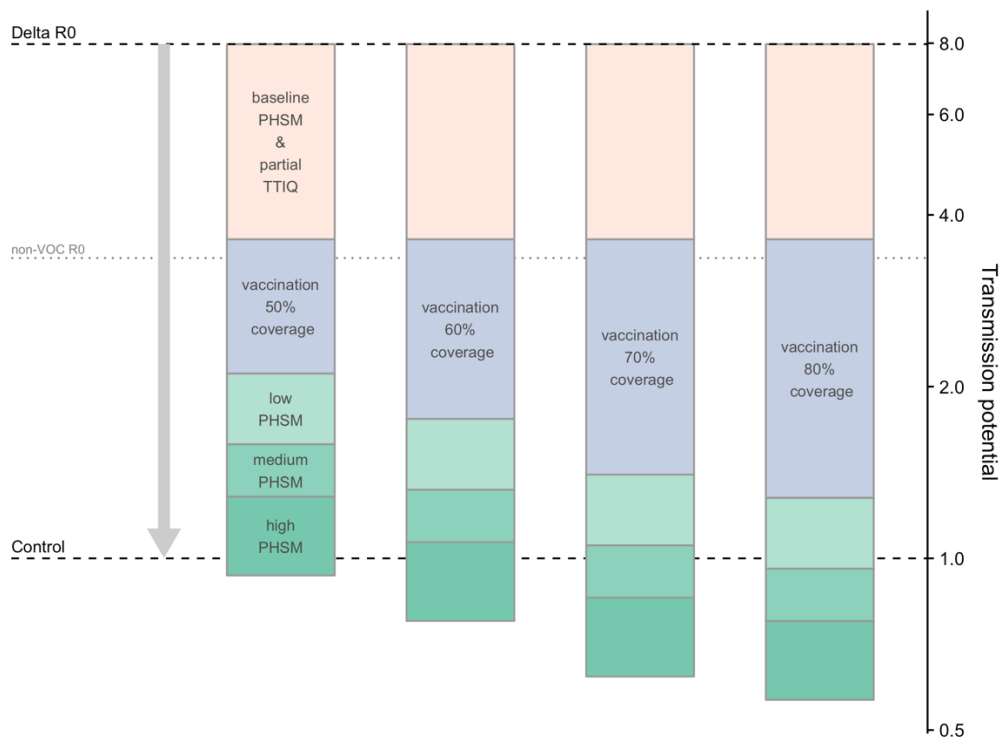 Delta R0
8.0
baseline
PHSM
&
partial
TTIQ
6.0
4.0
non-VOC R0
vaccination
50%
coverage
vaccination
60%
coverage
vaccination
70%
coverage
vaccination
80%
coverage
Transmission potential
2.0
low
PHSM
medium
PHSM
high
PHSM
Control
1.0
0.5